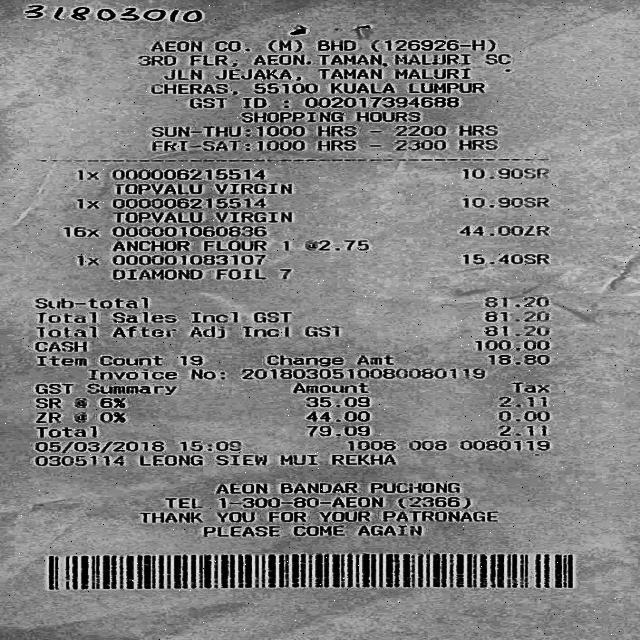 31803010
AEON CO. (M) BHD (126926-H)
3RD FLR, AEON TAMAN MALURI SC
JLN JEJAKA, TAMAN MALURI
CHERAS, 55100 KUALA LUMPUR
GST ID : 002017394688
SHOPPING HOURS
SUN-THU:1000 HRS - 2200 HRS
FRI-SAT:1000 HRS - 2300 HRS
1x 000006215514 10.90SR
TOPVALU VIRGIN
1x 000006215514 10.90SR
TOPVALU VIRGIN
16x 000001060836 44.00ZR
ANCHOR FLOUR 1 @2.75
1x 000001083107 15.40SR
DIAMOND FOIL 7
Sub-total 81.20
Total Sales Incl GST 81.20
Total After Adj Incl GST 81.20
CASH 100.00
Item Count 19 Change Amt 18.80
Invoice No: 2018030510080080119
GST Summary Amount Tax
SR @ 6% 35.09 2.11
ZR @ 0% 44.00 0.00
Total 79.09 2.11
05/03/2018 15:09 1008 008 0080119
0305114 LEONG SIEW MUI REKHA
AEON BANDAR PUCHONG
TEL 1-300-80-AEON (2366)
THANK YOU FOR YOUR PATRONAGE
PLEASE COME AGAIN